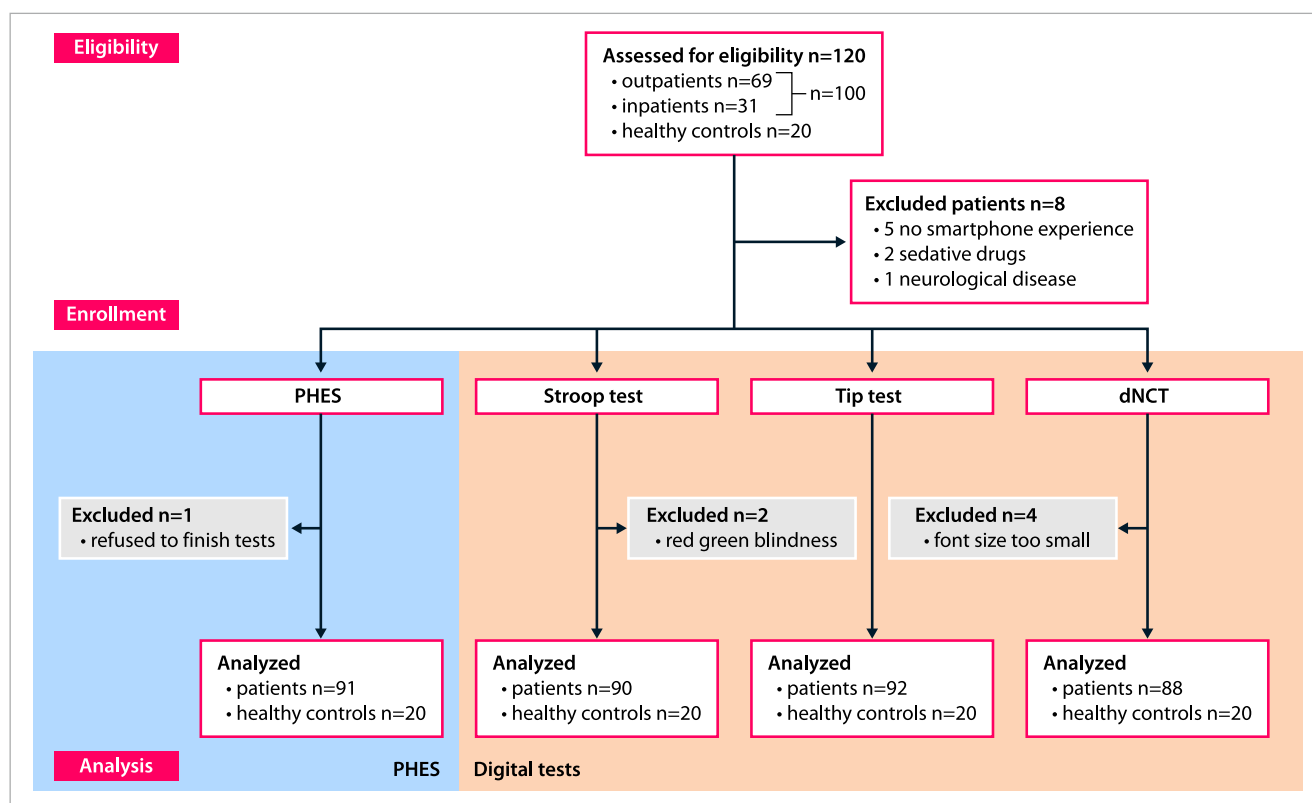 Eligibility
Assessed for eligibility n=120
• outpatients n=69
• inpatients n=31
n=100
• healthy controls n=20
Excluded patients n=8
• 5 no smartphone experience
• 2 sedative drugs
• 1 neurological disease
Enrollment
PHES
Stroop test
Tip test
dNCT
Excluded n=1
• refused to finish tests
Excluded n=2
• red green blindness
Excluded n=4
• font size too small
Analyzed
• patients n=91
• healthy controls n=20
Analyzed
• patients n=90
• healthy controls n=20
Analyzed
• patients n=92
• healthy controls n=20
Analyzed
• patients n=88
• healthy controls n=20
Analysis
PHES
Digital tests